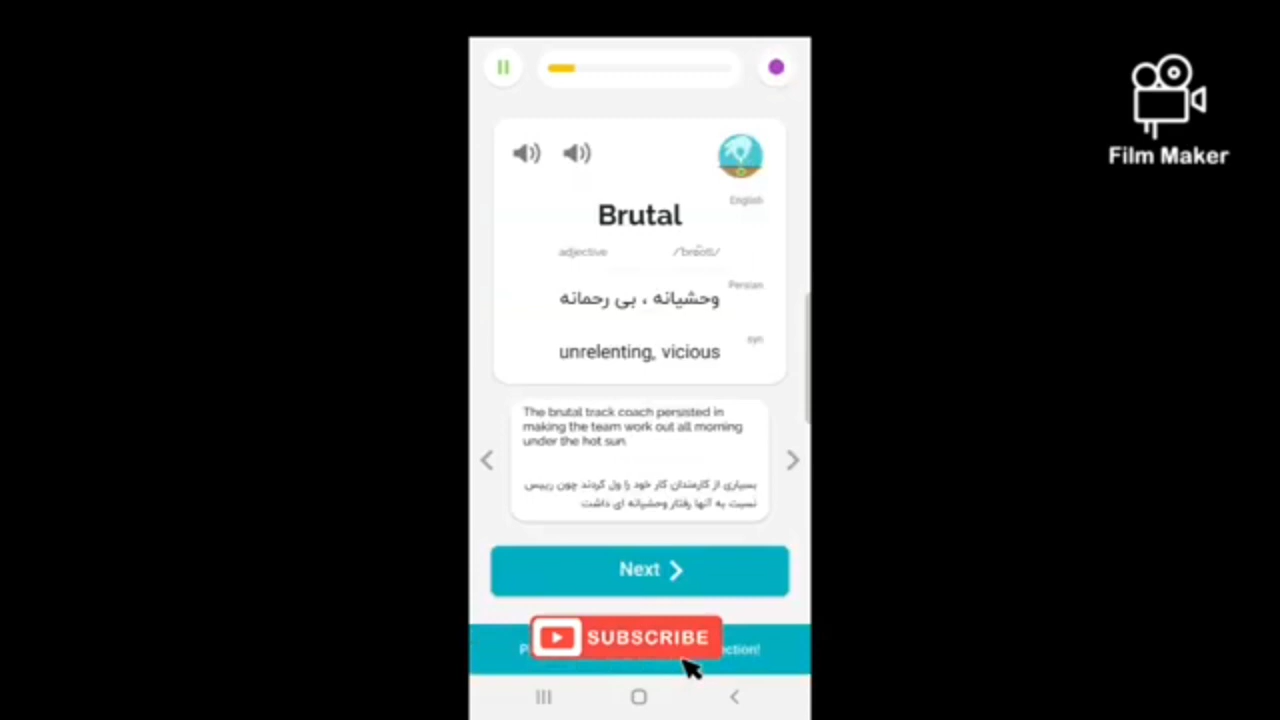 Film Maker
English
Brutal
adjective
Persian
وحشیانه ، بی رحمانه
syn
unrelenting, vicious
The brutal track coach persisted in
making the team work out all morning
under the hot sun
بسیاری از کارمندان کار خود را ول کردند چون رییس
نسبت به آنها رفتار وحشیانه ای داشت
Next
SUBSCRIBE